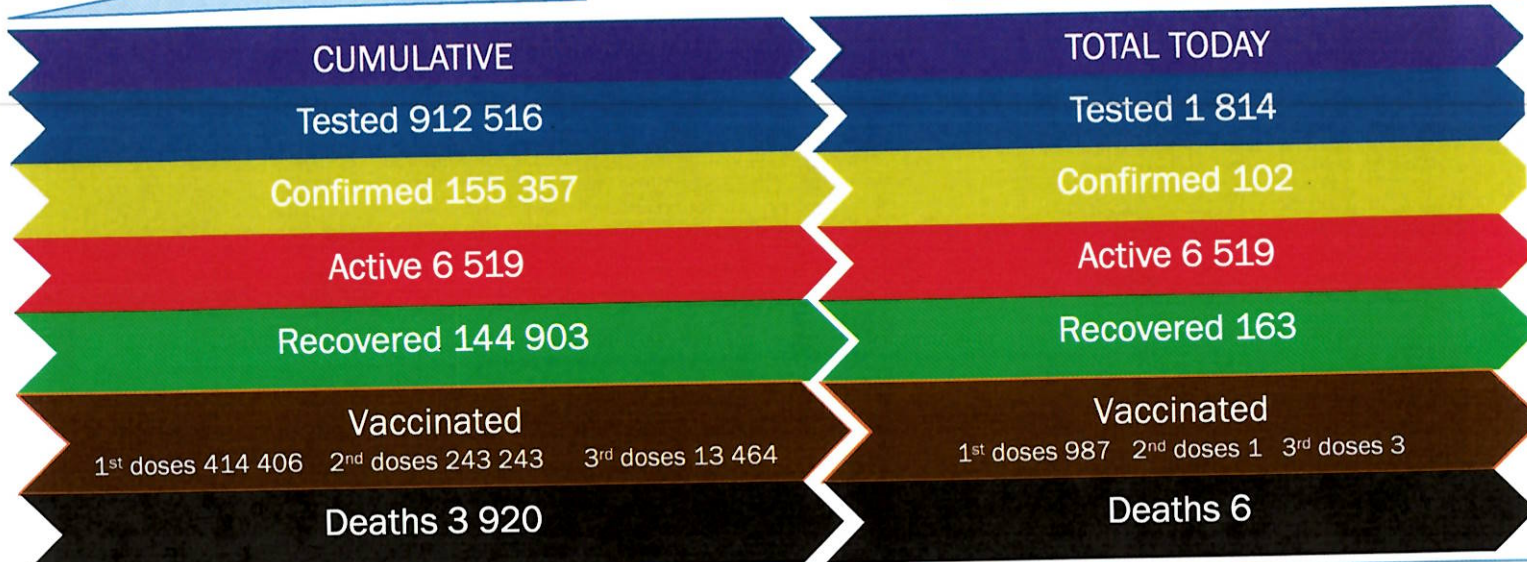 CUMULATIVE
Tested 912 516
Confirmed 155 357
Active 6 519
Recovered 144 903
Vaccinated
1st doses 414 406 2nd doses 243 243 3rd doses 13 464
Deaths 3 920
TOTAL TODAY
Tested 1 814
Confirmed 102
Active 6 519
Recovered 163
Vaccinated
1st doses 987 2nd doses 1 3rd doses 3
Deaths 6